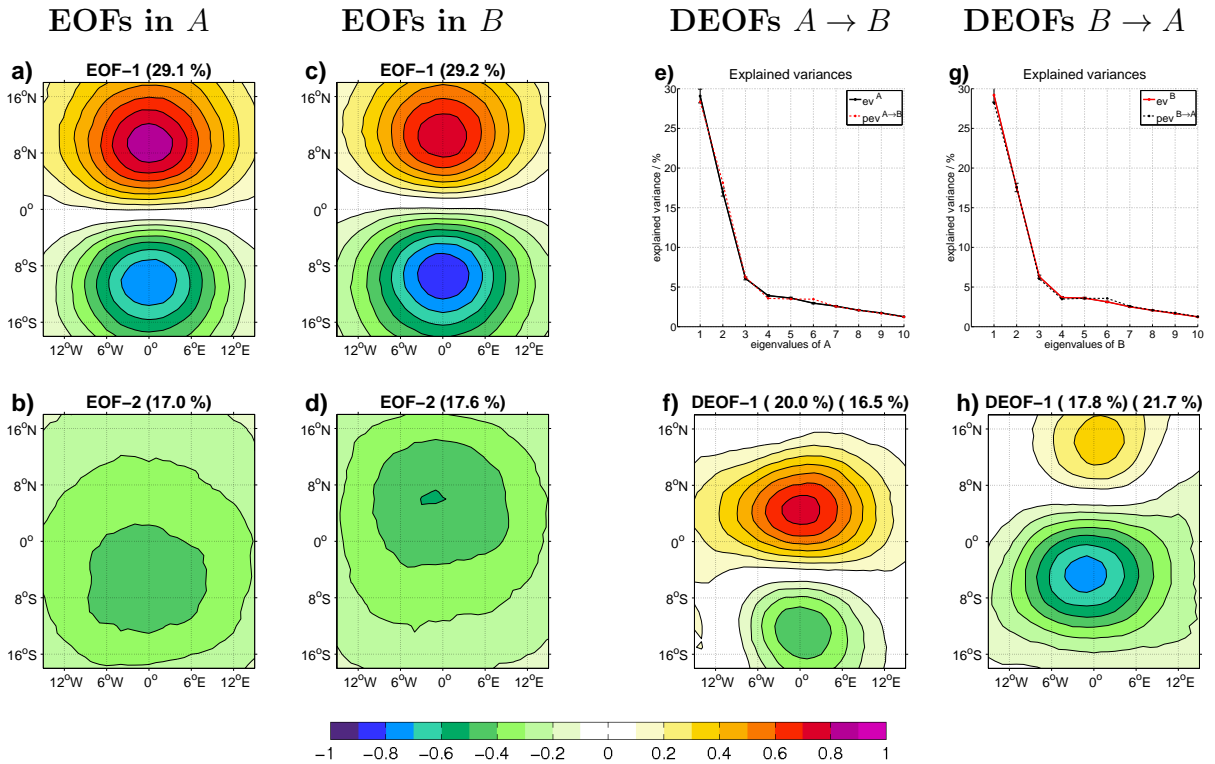 EOFs in A
EOFs in B
DEOFs A → B
DEOFs B → A
a) EOF−1 (29.1 %)
16°N
8°N
0°
8°S
16°S
12°W 6°W 0° 6°E 12°E
c) EOF−1 (29.2 %)
16°N
8°N
0°
8°S
16°S
12°W 6°W 0° 6°E 12°E
e) Explained variances
ev A
pev A→B
explained variance / %
30
25
20
15
10
5
0
1 2 3 4 5 6 7 8 9 10
eigenvalues of A
g) Explained variances
ev B
pev B→A
explained variance / %
30
25
20
15
10
5
0
1 2 3 4 5 6 7 8 9 10
eigenvalues of B
b) EOF−2 (17.0 %)
16°N
8°N
0°
8°S
16°S
12°W 6°W 0° 6°E 12°E
d) EOF−2 (17.6 %)
16°N
8°N
0°
8°S
16°S
12°W 6°W 0° 6°E 12°E
f) DEOF−1 ( 20.0 %) ( 16.5 %)
16°N
8°N
0°
8°S
16°S
12°W 6°W 0° 6°E 12°E
h) DEOF−1 ( 17.8 %) ( 21.7 %)
16°N
8°N
0°
8°S
16°S
12°W 6°W 0° 6°E 12°E
−1 −0.8 −0.6 −0.4 −0.2 0 0.2 0.4 0.6 0.8 1